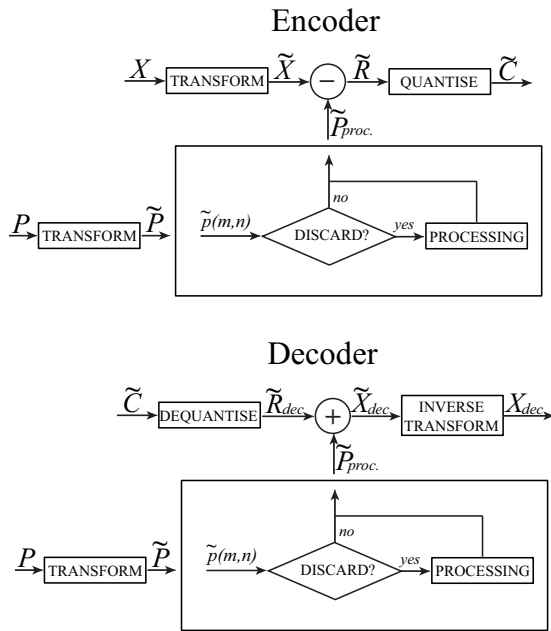 Encoder
X TRANSFORM X̃ − R̃ QUANTISE C̃
P̃proc.
P TRANSFORM P̃ p̃(m,n) DISCARD? no yes PROCESSING
Decoder
C̃ DEQUANTISE R̃dec + X̃dec INVERSE TRANSFORM Xdec
P̃proc.
P TRANSFORM P̃ p̃(m,n) DISCARD? no yes PROCESSING